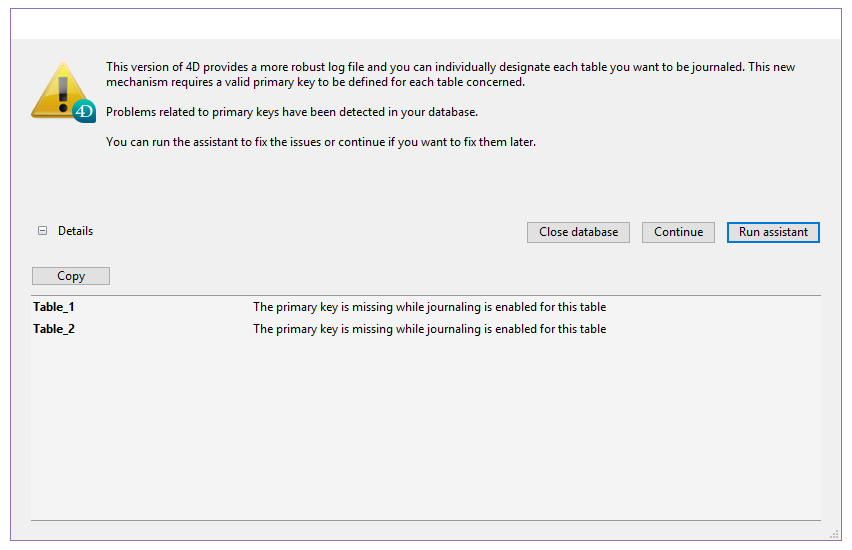 This version of 4D provides a more robust log file and you can individually designate each table you want to be journaled. This new
mechanism requires a valid primary key to be defined for each table concerned.
Problems related to primary keys have been detected in your database.
You can run the assistant to fix the issues or continue if you want to fix them later.
4D
Details
Close database
Continue
Run assistant
Copy
Table_1 The primary key is missing while journaling is enabled for this table
Table_2 The primary key is missing while journaling is enabled for this table